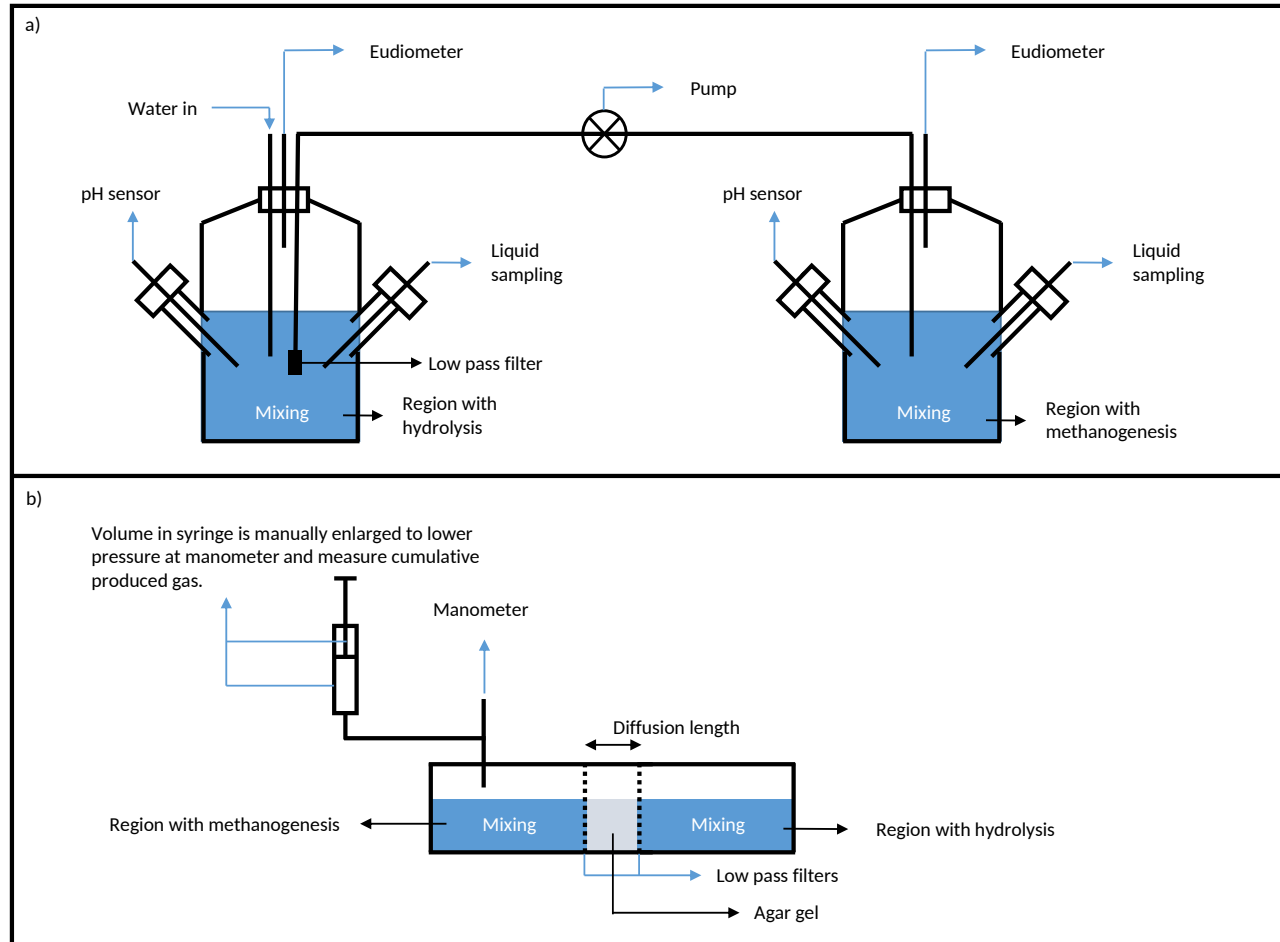 a)
Eudiometer
Eudiometer
Pump
Water in
pH sensor
pH sensor
Liquid
sampling
Liquid
sampling
Low pass filter
Mixing
Region with
hydrolysis
Mixing
Region with
methanogenesis
b)
Volume in syringe is manually enlarged to lower
pressure at manometer and measure cumulative
produced gas.
Manometer
Diffusion length
Region with methanogenesis
Mixing
Mixing
Region with hydrolysis
Low pass filters
Agar gel